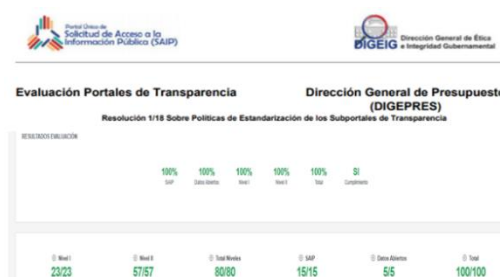 Portal Único de
Solicitud de Acceso a la
Información Pública (SAIP)
DIGEIG
Dirección General de Ética
e Integridad Gubernamental
Evaluación Portales de Transparencia
Dirección General de Presupuesto
(DIGEPRES)
Resolución 1/18 Sobre Políticas de Estandarización de los Subportales de Transparencia
RESULTADOS EVALUACIÓN
100% 100% 100% 100% 100% SI
SAIP Datos Abiertos Nivel I Nivel II Total Cumplimiento
Nivel I Nivel II Total Niveles SAIP Datos Abiertos Total
23/23 57/57 80/80 15/15 5/5 100/100